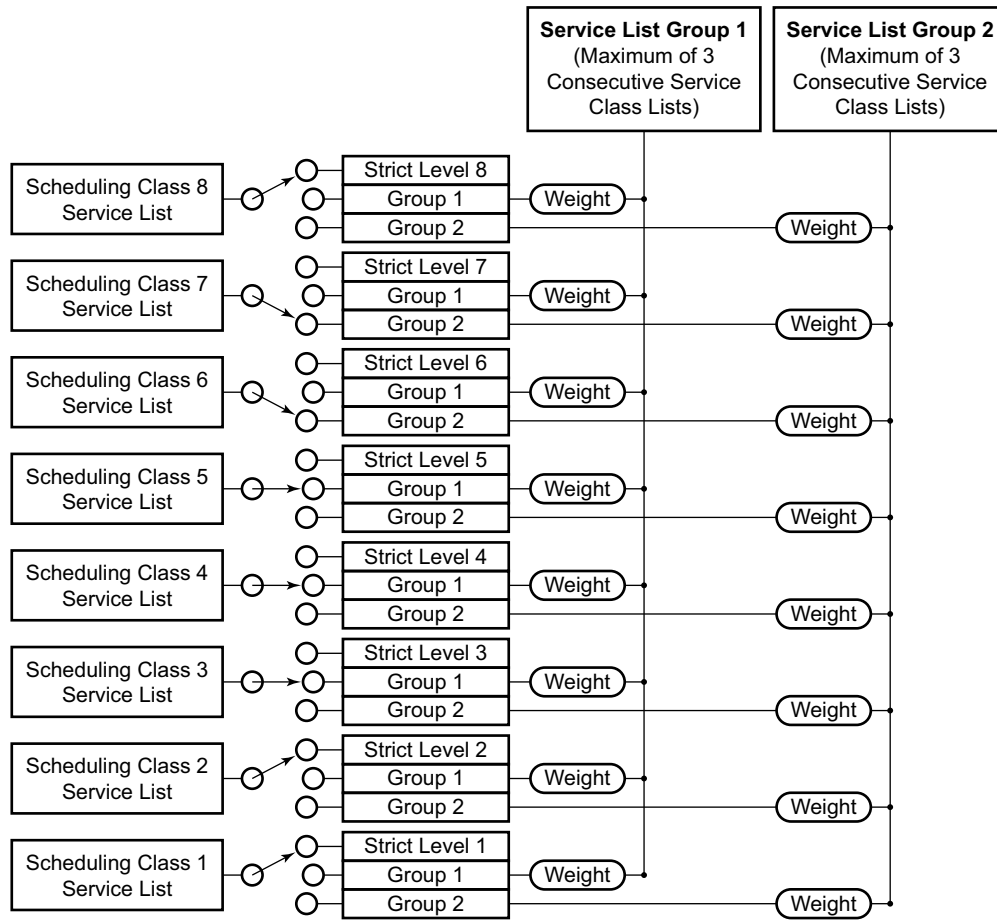 Service List Group 1
(Maximum of 3
Consecutive Service
Class Lists)
Service List Group 2
(Maximum of 3
Consecutive Service
Class Lists)
Scheduling Class 8
Service List
Strict Level 8
Group 1
Weight
Group 2
Weight
Scheduling Class 7
Service List
Strict Level 7
Group 1
Weight
Group 2
Weight
Scheduling Class 6
Service List
Strict Level 6
Group 1
Weight
Group 2
Weight
Scheduling Class 5
Service List
Strict Level 5
Group 1
Weight
Group 2
Weight
Scheduling Class 4
Service List
Strict Level 4
Group 1
Weight
Group 2
Weight
Scheduling Class 3
Service List
Strict Level 3
Group 1
Weight
Group 2
Weight
Scheduling Class 2
Service List
Strict Level 2
Group 1
Weight
Group 2
Weight
Scheduling Class 1
Service List
Strict Level 1
Group 1
Weight
Group 2
Weight